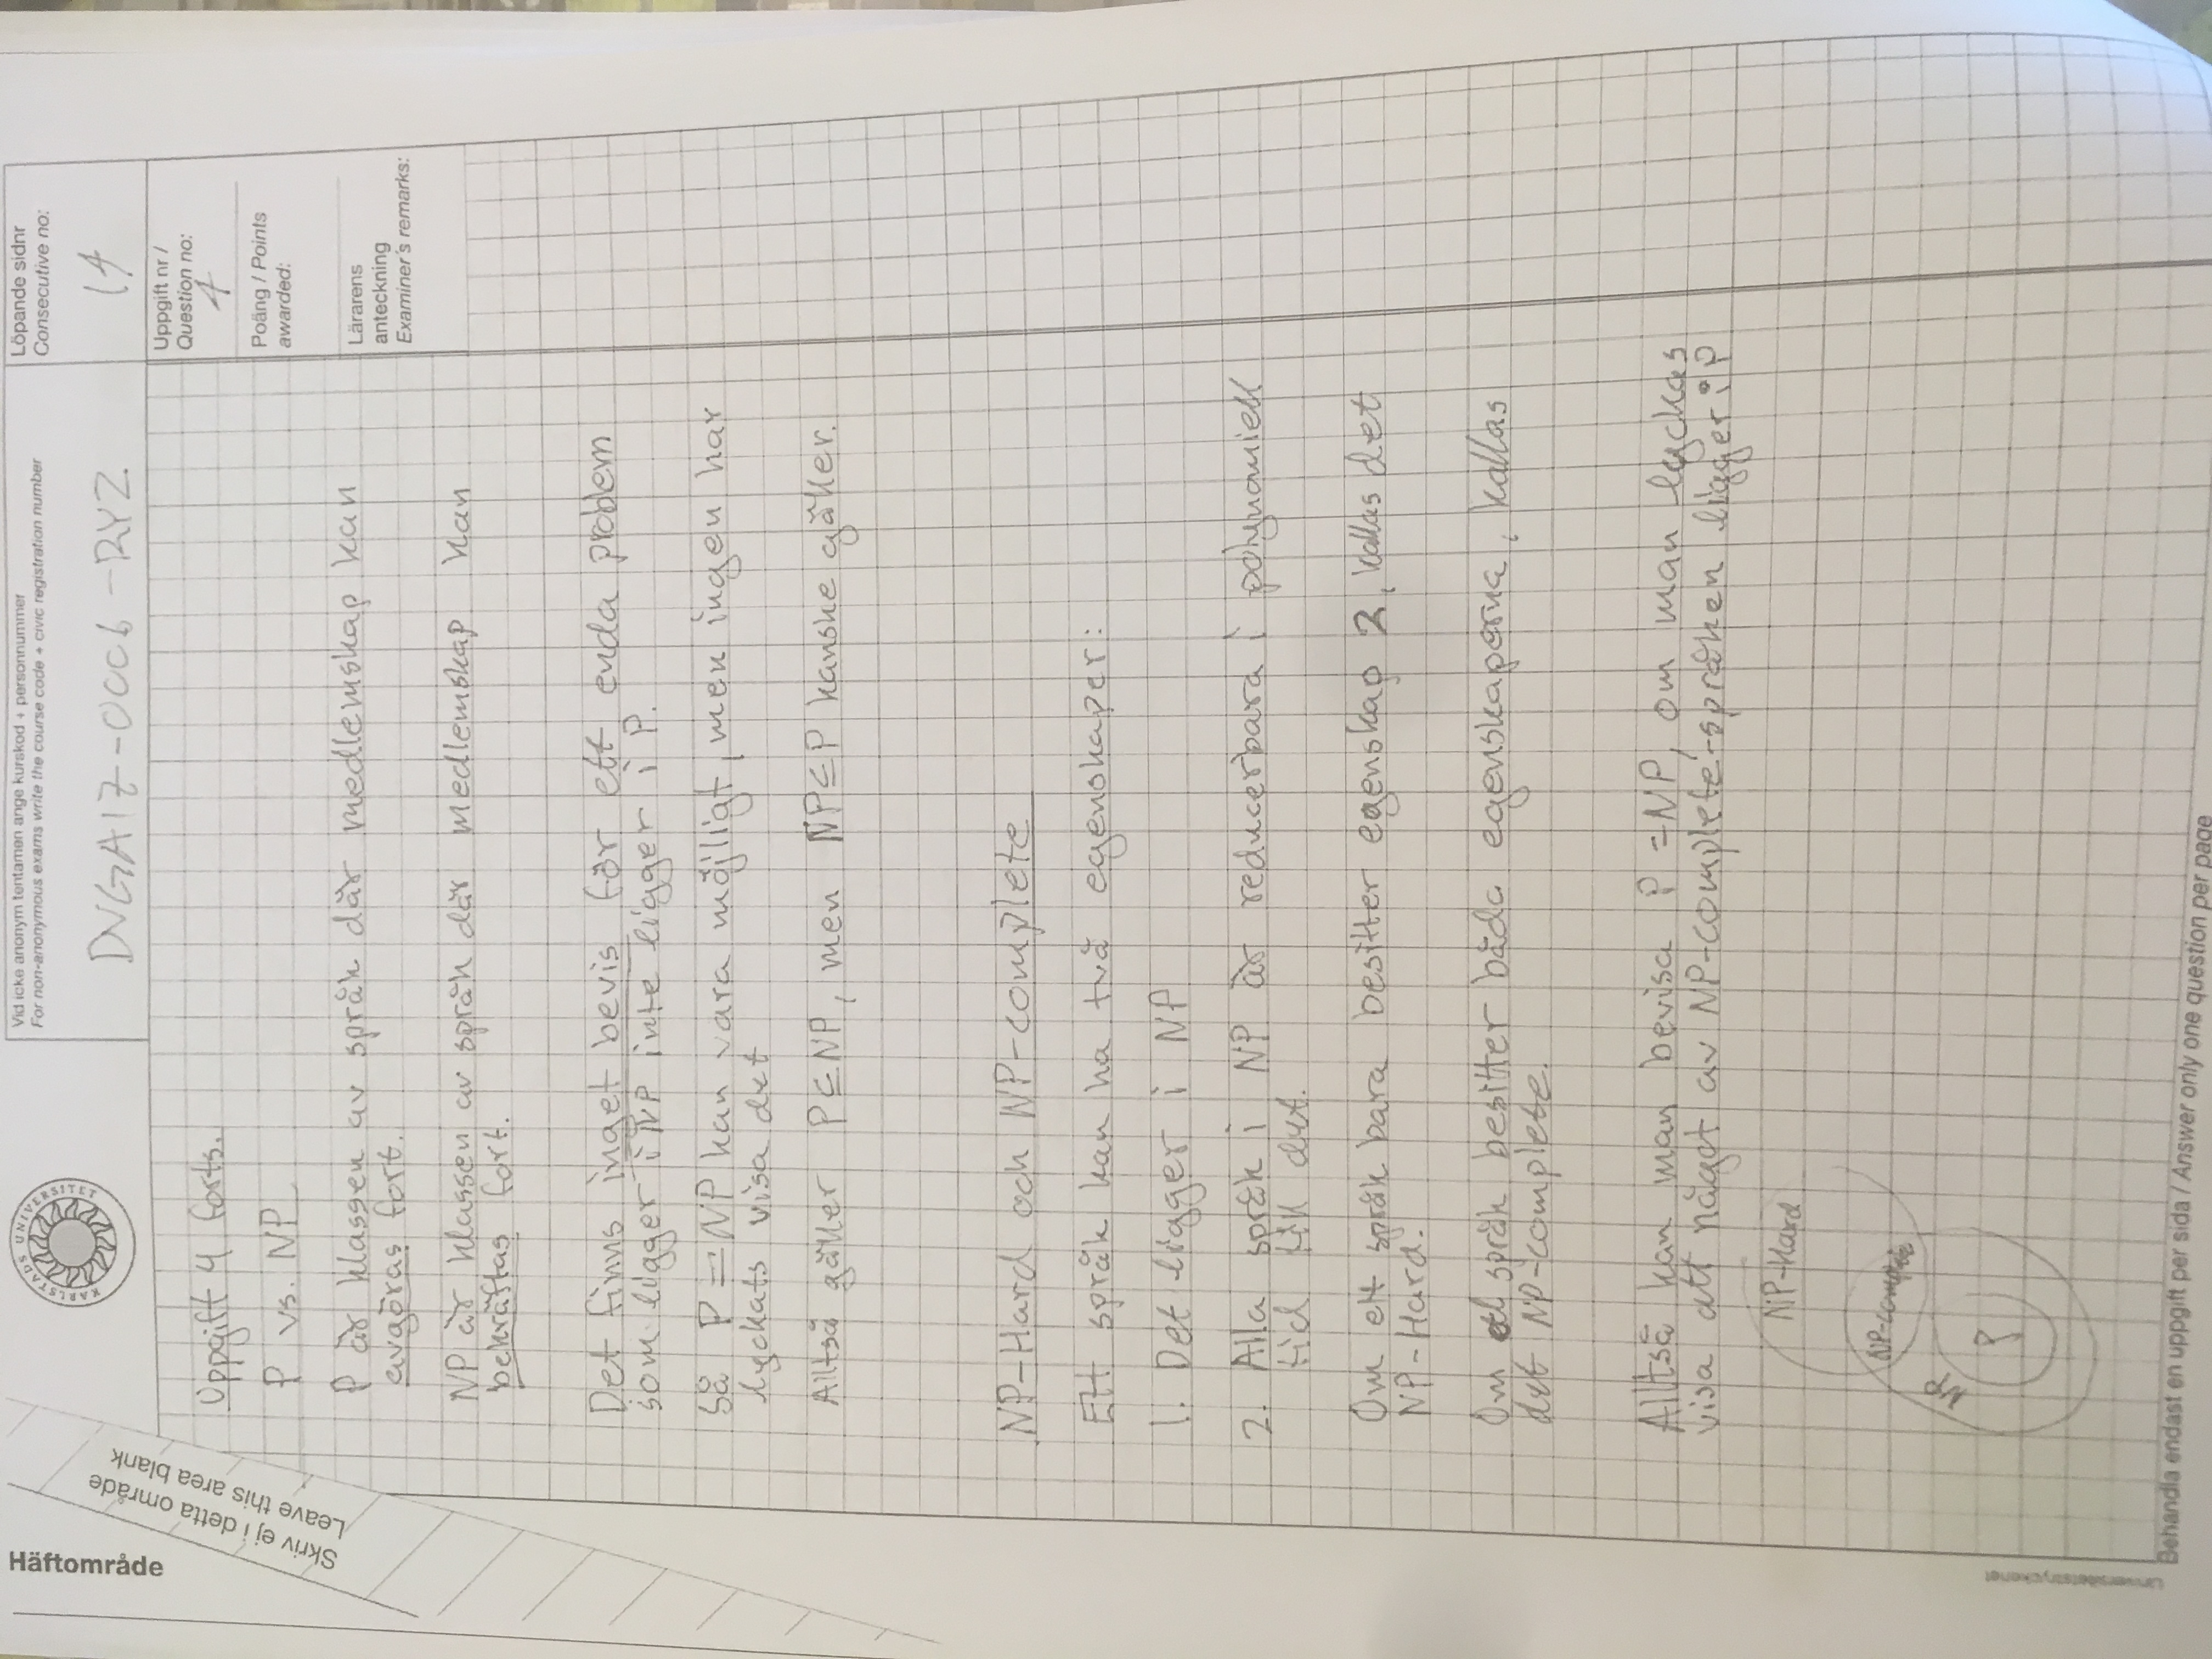 Häftområde
Skriv ej i detta område
Leave this area blank
KARLSTADS UNIVERSITET
Vid icke anonym tentamen ange kurskod + personnummer
For non-anonymous exams write the course code + civic registration number
DVGA17-0006-RYZ
Löpande sidnr
Consecutive no:
14
Uppgift nr /
Question no:
4
Poäng / Points
awarded:
Lärarens
anteckning
Examiner's remarks:
Uppgift 4 forts.
P vs. NP
P är klassen av språk där medlemskap kan
avgöras fort.
NP är klassen av språk där medlemskap kan
bekräftas fort.
Det finns inget bevis för ett enda problem
som ligger i NP inte ligger i P.
Så P=NP kan vara möjligt, men ingen har
lyckats visa det
Alltså gäller P⊆NP, men NP⊆P kanske gäller.
NP-Hard och NP-complete
Ett språk kan ha två egenskaper:
1. Det ligger i NP
2. Alla språk i NP är reducerbara i polynomiell
tid till det.
Om ett språk bara besitter egenskap 2, kallas det
NP-Hard.
Om ett språk besitter båda egenskaperna, kallas
det NP-complete.
Alltså kan man bevisa P=NP, om man lyckas
visa att något av NP-complete-språken ligger i P
NP-Hard
NP-complete
NP
P
Universitetstryckeriet
Behandla endast en uppgift per sida / Answer only one question per page